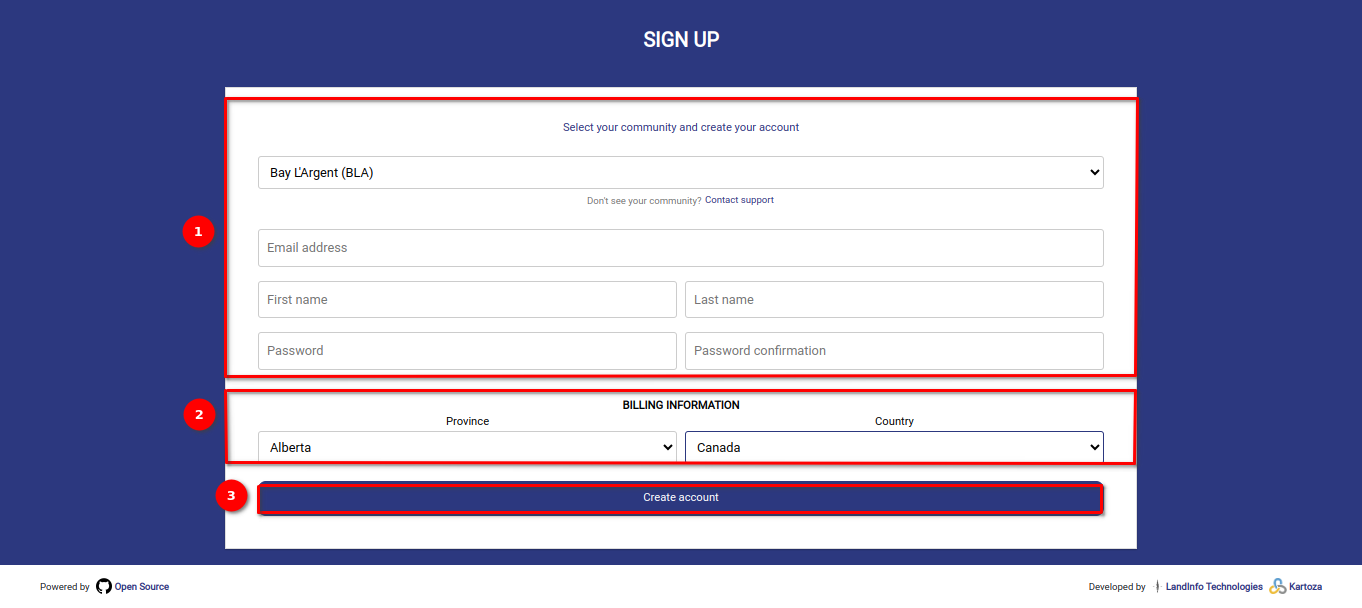 SIGN UP
Select your community and create your account
Bay L'Argent (BLA)
Don't see your community? Contact support
1
Email address
First name Last name
Password Password confirmation
2
BILLING INFORMATION
Province Country
Alberta Canada
3
Create account
Powered by Open Source Developed by LandInfo Technologies Kartoza